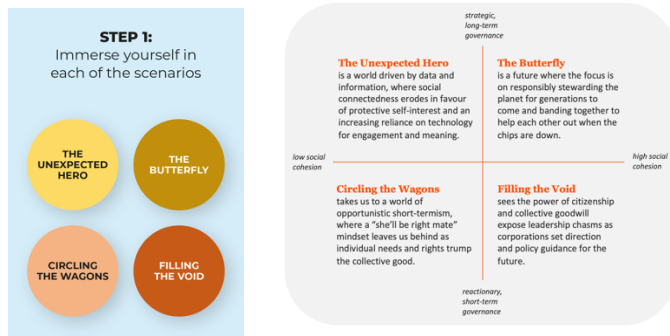 STEP 1:
Immerse yourself in
each of the scenarios
THE
UNEXPECTED
HERO
THE
BUTTERFLY
CIRCLING
THE WAGONS
FILLING
THE VOID
strategic,
long-term
governance
The Unexpected Hero
is a world driven by data and
information, where social
connectedness erodes in favour
of protective self-interest and an
increasing reliance on technology
for engagement and meaning.
The Butterfly
is a future where the focus is
on responsibly stewarding the
planet for generations to
come and banding together to
help each other out when the
chips are down.
low social
cohesion
high social
cohesion
Circling the Wagons
takes us to a world of
opportunistic short-termism,
where a “she’ll be right mate”
mindset leaves us behind as
individual needs and rights trump
the collective good.
Filling the Void
sees the power of citizenship
and collective goodwill
expose leadership chasms as
corporations set direction
and policy guidance for the
future.
reactionary,
short-term
governance